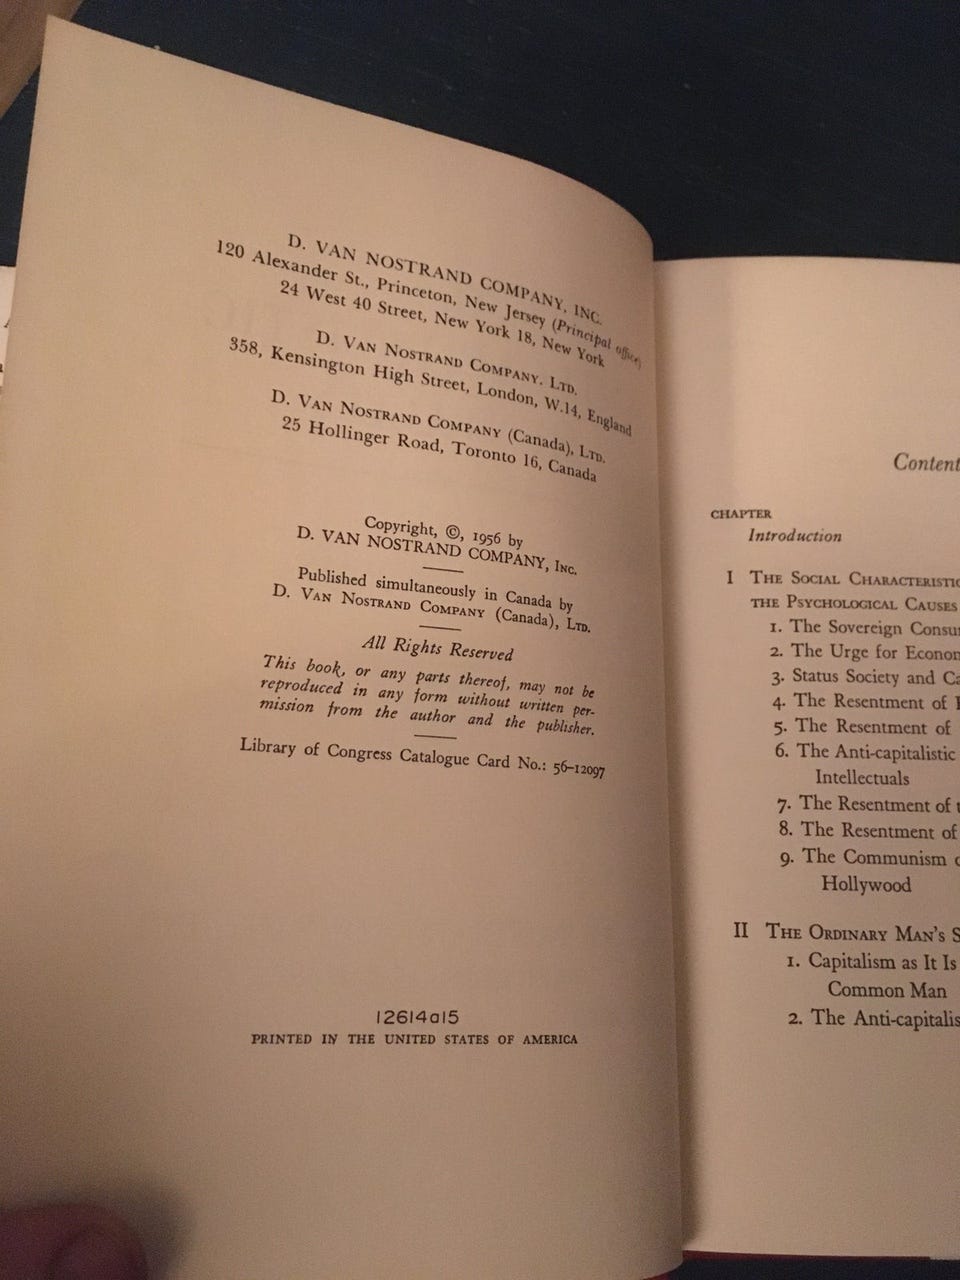 D. VAN NOSTRAND COMPANY, INC.
120 Alexander St., Princeton, New Jersey (Principal office)
24 West 40 Street, New York 18, New York
D. VAN NOSTRAND COMPANY. LTD.
358, Kensington High Street, London, W.14, England
D. VAN NOSTRAND COMPANY (Canada), LTD.
25 Hollinger Road, Toronto 16, Canada
Copyright, ©, 1956 by
D. VAN NOSTRAND COMPANY, INC.
Published simultaneously in Canada by
D. VAN NOSTRAND COMPANY (Canada), LTD.
All Rights Reserved
This book, or any parts thereof, may not be
reproduced in any form without written per-
mission from the author and the publisher.
Library of Congress Catalogue Card No.: 56-12097
12614a15
PRINTED IN THE UNITED STATES OF AMERICA
Content
CHAPTER
Introduction
I THE SOCIAL CHARACTERISTIC
THE PSYCHOLOGICAL CAUSES
1. The Sovereign Consu
2. The Urge for Econo
3. Status Society and Ca
4. The Resentment of
5. The Resentment of
6. The Anti-capitalistic
Intellectuals
7. The Resentment of t
8. The Resentment of
9. The Communism o
Hollywood
II THE ORDINARY MAN'S S
1. Capitalism as It Is
Common Man
2. The Anti-capitalis